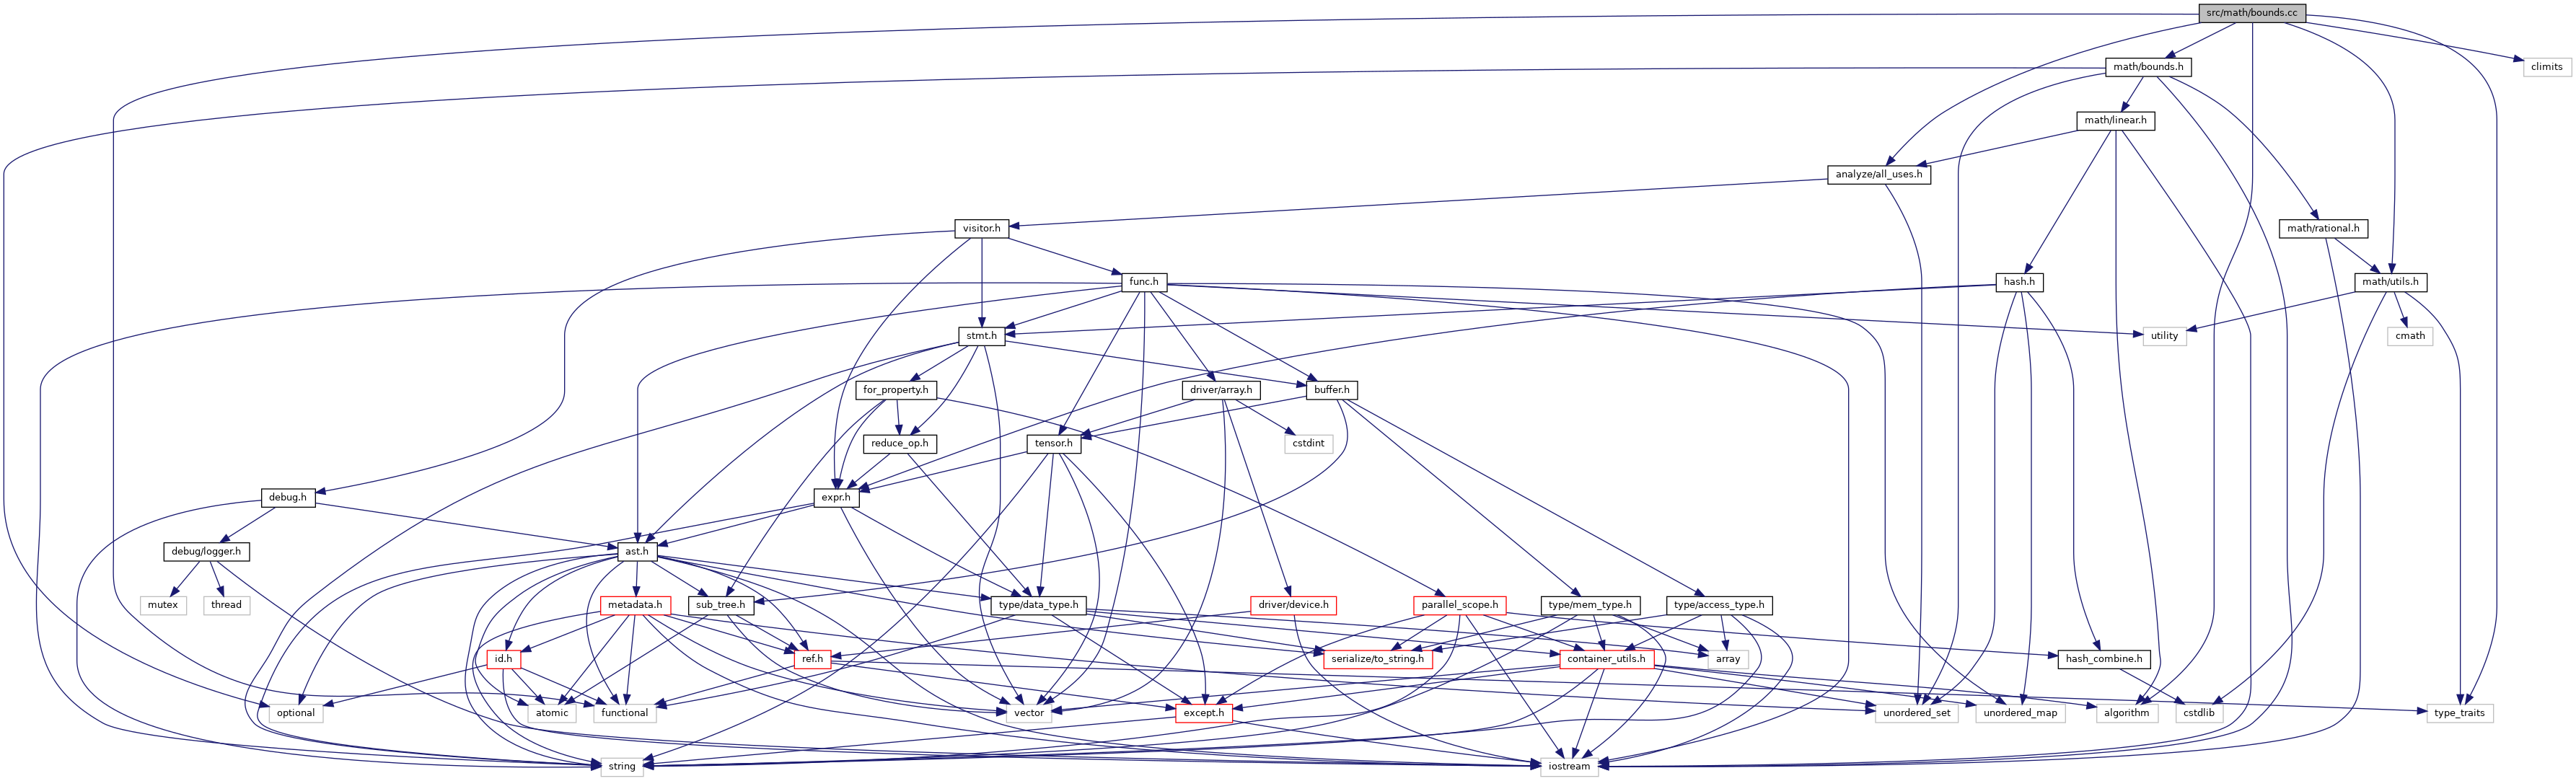 src/math/bounds.cc
math/bounds.h
climits
math/linear.h
analyze/all_uses.h
visitor.h
math/rational.h
func.h
hash.h
math/utils.h
stmt.h
utility
cmath
for_property.h
driver/array.h
buffer.h
reduce_op.h
tensor.h
cstdint
debug.h
expr.h
debug/logger.h
ast.h
mutex
thread
metadata.h
sub_tree.h
type/data_type.h
driver/device.h
parallel_scope.h
type/mem_type.h
type/access_type.h
id.h
ref.h
serialize/to_string.h
container_utils.h
array
hash_combine.h
optional
atomic
functional
vector
except.h
unordered_set
unordered_map
algorithm
cstdlib
type_traits
string
iostream